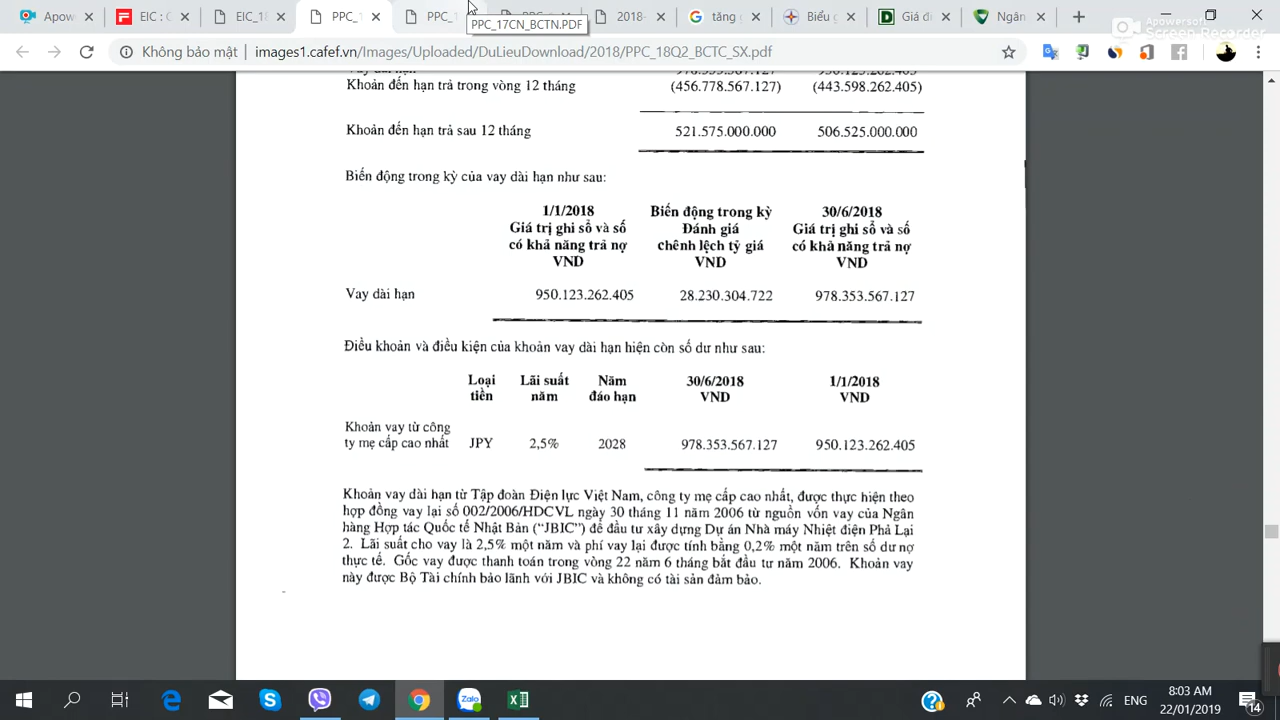 Apow
EIC :
EIC_18
PPC_
PPC_
2018-
tăng
Biểu g
Giá d
Ngân
PPC_17CN_BCTN.PDF
Apowersoft
Screen Recorder
Không bảo mật
images1.cafef.vn/Images/Uploaded/DuLieuDownload/2018/PPC_18Q2_BCTC_SX.pdf
Khoản đến hạn trả trong vòng 12 tháng (456.778.567.127) (443.598.262.405)
Khoản đến hạn trả sau 12 tháng 521.575.000.000 506.525.000.000
Biến động trong kỳ của vay dài hạn như sau:
1/1/2018 Biến động trong kỳ 30/6/2018
Giá trị ghi sổ và số Đánh giá Giá trị ghi sổ và số
có khả năng trả nợ chênh lệch tỷ giá có khả năng trả nợ
VND VND VND
Vay dài hạn 950.123.262.405 28.230.304.722 978.353.567.127
Điều khoản và điều kiện của khoản vay dài hạn hiện còn số dư như sau:
Loại Lãi suất Năm 30/6/2018 1/1/2018
tiền năm đáo hạn VND VND
Khoản vay từ công
ty mẹ cấp cao nhất JPY 2,5% 2028 978.353.567.127 950.123.262.405
Khoản vay dài hạn từ Tập đoàn Điện lực Việt Nam, công ty mẹ cấp cao nhất, được thực hiện theo
hợp đồng vay lại số 002/2006/HDCVL ngày 30 tháng 11 năm 2006 từ nguồn vốn vay của Ngân
hàng Hợp tác Quốc tế Nhật Bản (“JBIC”) để đầu tư xây dựng Dự án Nhà máy Nhiệt điện Phả Lại
2. Lãi suất cho vay là 2,5% một năm và phí vay lại được tính bằng 0,2% một năm trên số dư nợ
thực tế. Gốc vay được thanh toán trong vòng 22 năm 6 tháng bắt đầu từ năm 2006. Khoản vay
này được Bộ Tài chính bảo lãnh với JBIC và không có tài sản đảm bảo.
Zalo
ENG
8:03 AM
22/01/2019
14